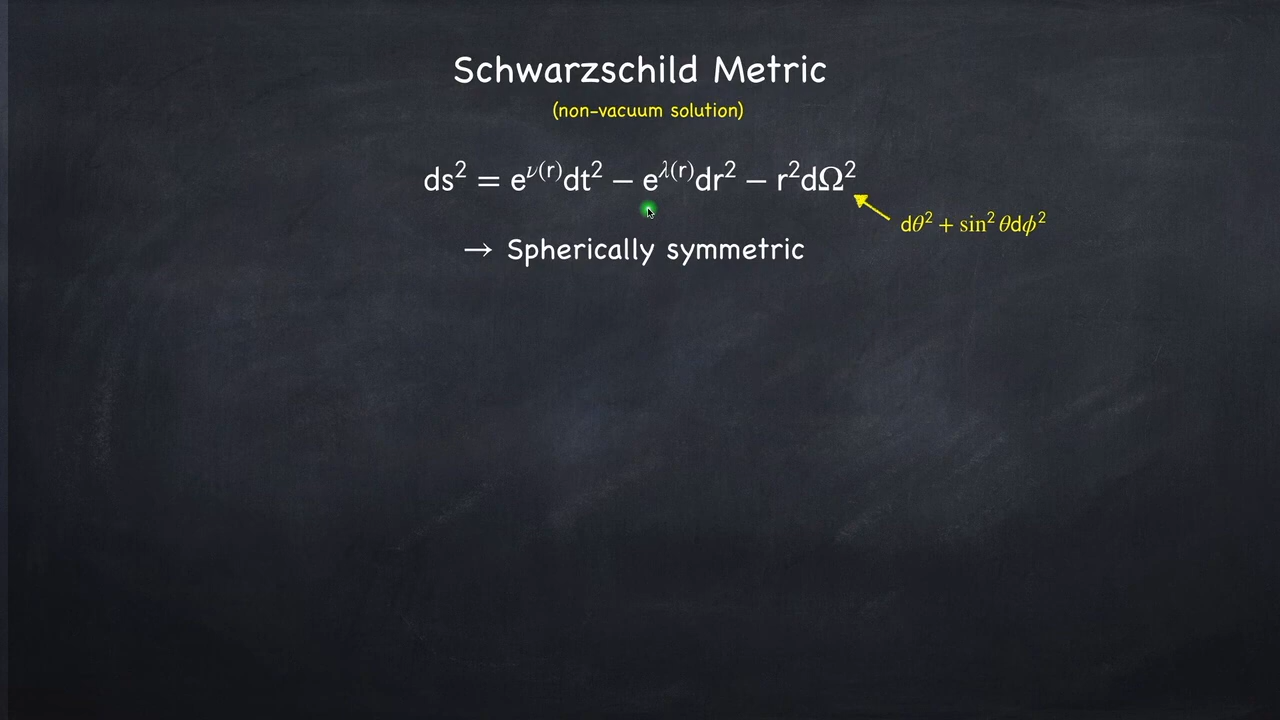 Schwarzschild Metric
(non-vacuum solution)
ds² = e^{ν(r)}dt² − e^{λ(r)}dr² − r²dΩ²
dθ² + sin² θdϕ²
→ Spherically symmetric